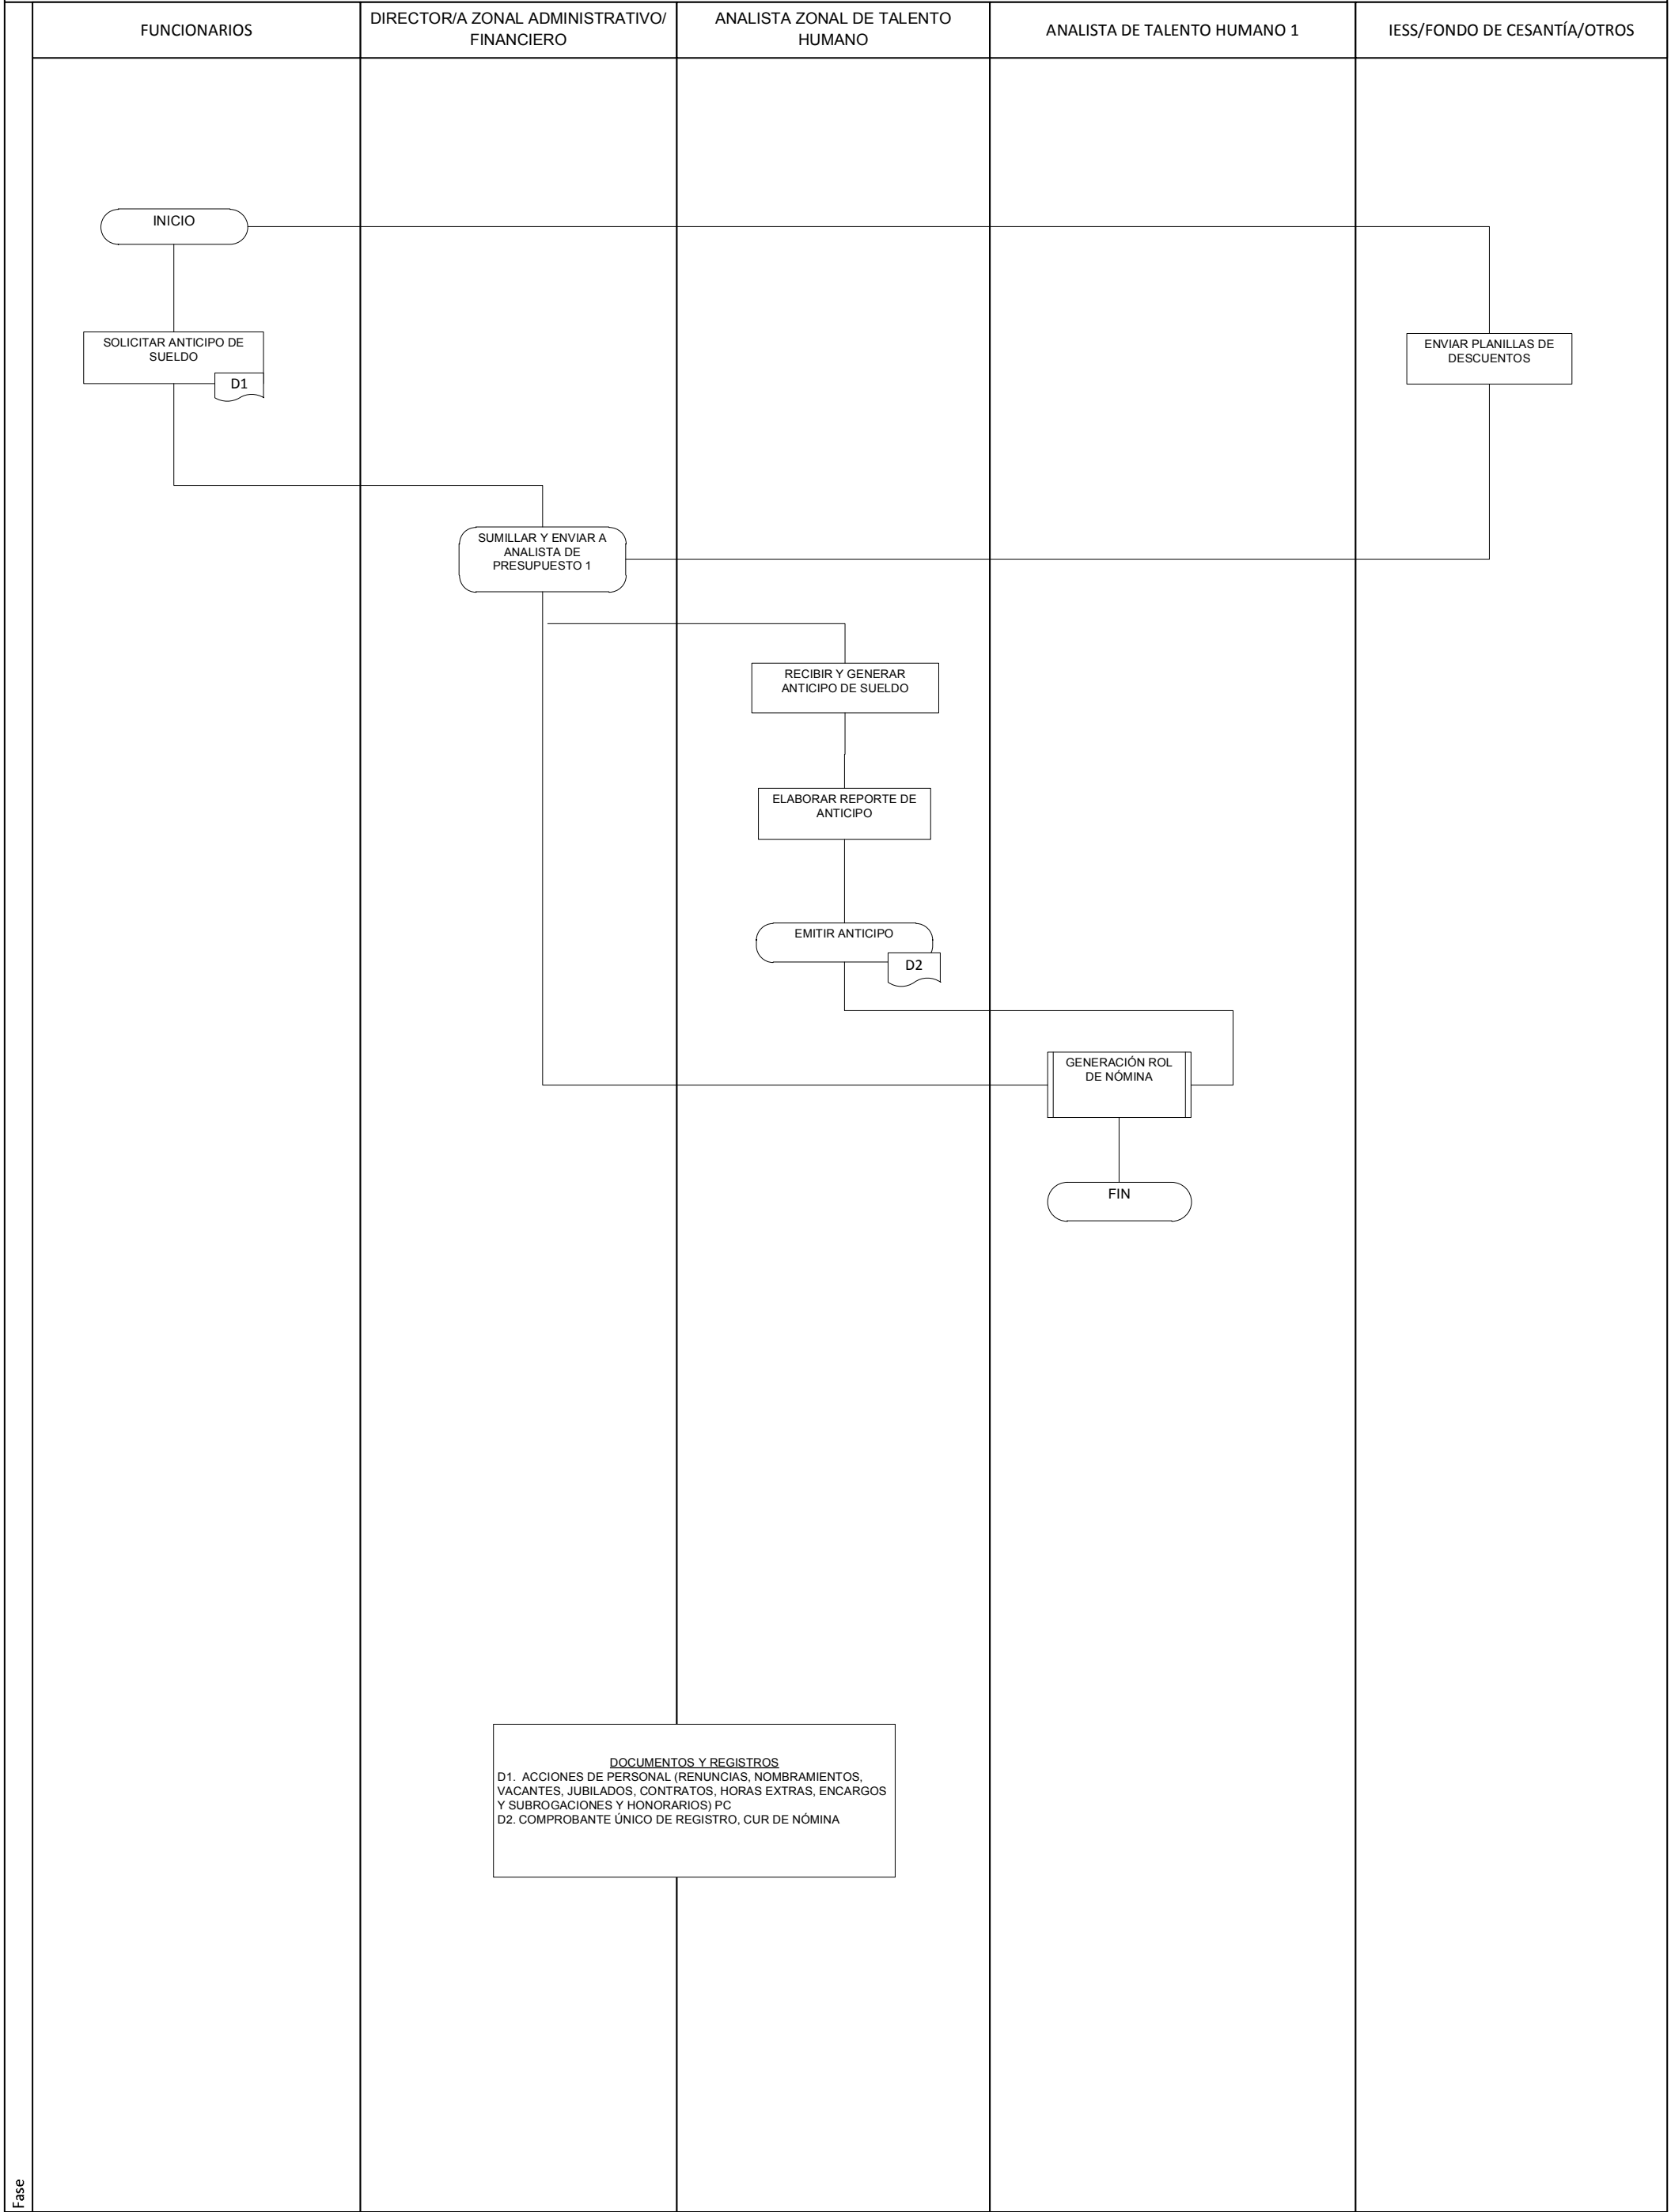 FUNCIONARIOS
DIRECTOR/A ZONAL ADMINISTRATIVO/
FINANCIERO
ANALISTA ZONAL DE TALENTO
HUMANO
ANALISTA DE TALENTO HUMANO 1
IESS/FONDO DE CESANTÍA/OTROS
INICIO
SOLICITAR ANTICIPO DE
SUELDO
D1
ENVIAR PLANILLAS DE
DESCUENTOS
SUMILLAR Y ENVIAR A
ANALISTA DE
PRESUPUESTO 1
RECIBIR Y GENERAR
ANTICIPO DE SUELDO
ELABORAR REPORTE DE
ANTICIPO
EMITIR ANTICIPO
D2
GENERACIÓN ROL
DE NÓMINA
FIN
DOCUMENTOS Y REGISTROS
D1. ACCIONES DE PERSONAL (RENUNCIAS, NOMBRAMIENTOS,
VACANTES, JUBILADOS, CONTRATOS, HORAS EXTRAS, ENCARGOS
Y SUBROGACIONES Y HONORARIOS) PC
D2. COMPROBANTE ÚNICO DE REGISTRO, CUR DE NÓMINA
Fase